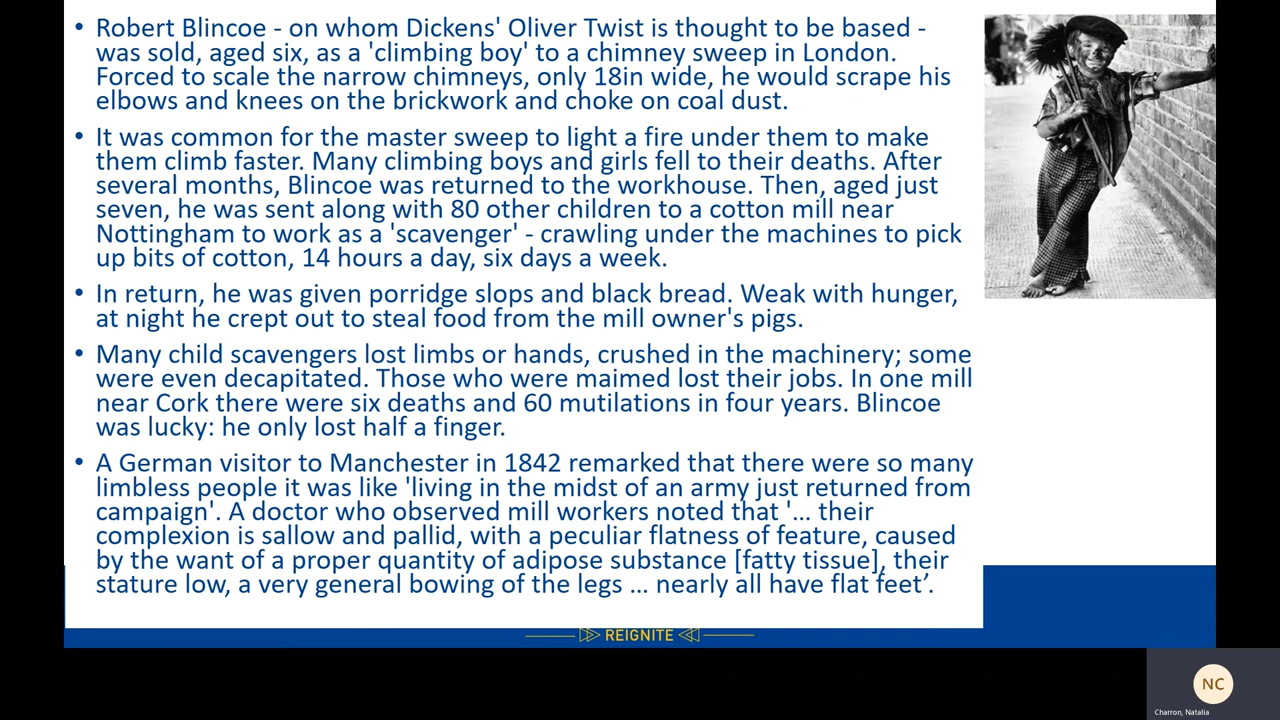 • Robert Blincoe - on whom Dickens' Oliver Twist is thought to be based -
was sold, aged six, as a 'climbing boy' to a chimney sweep in London.
Forced to scale the narrow chimneys, only 18in wide, he would scrape his
elbows and knees on the brickwork and choke on coal dust.
• It was common for the master sweep to light a fire under them to make
them climb faster. Many climbing boys and girls fell to their deaths. After
several months, Blincoe was returned to the workhouse. Then, aged just
seven, he was sent along with 80 other children to a cotton mill near
Nottingham to work as a 'scavenger' - crawling under the machines to pick
up bits of cotton, 14 hours a day, six days a week.
• In return, he was given porridge slops and black bread. Weak with hunger,
at night he crept out to steal food from the mill owner's pigs.
• Many child scavengers lost limbs or hands, crushed in the machinery; some
were even decapitated. Those who were maimed lost their jobs. In one mill
near Cork there were six deaths and 60 mutilations in four years. Blincoe
was lucky: he only lost half a finger.
• A German visitor to Manchester in 1842 remarked that there were so many
limbless people it was like 'living in the midst of an army just returned from
campaign'. A doctor who observed mill workers noted that '... their
complexion is sallow and pallid, with a peculiar flatness of feature, caused
by the want of a proper quantity of adipose substance [fatty tissue], their
stature low, a very general bowing of the legs ... nearly all have flat feet’.
REIGNITE
NC
Charron, Natalia